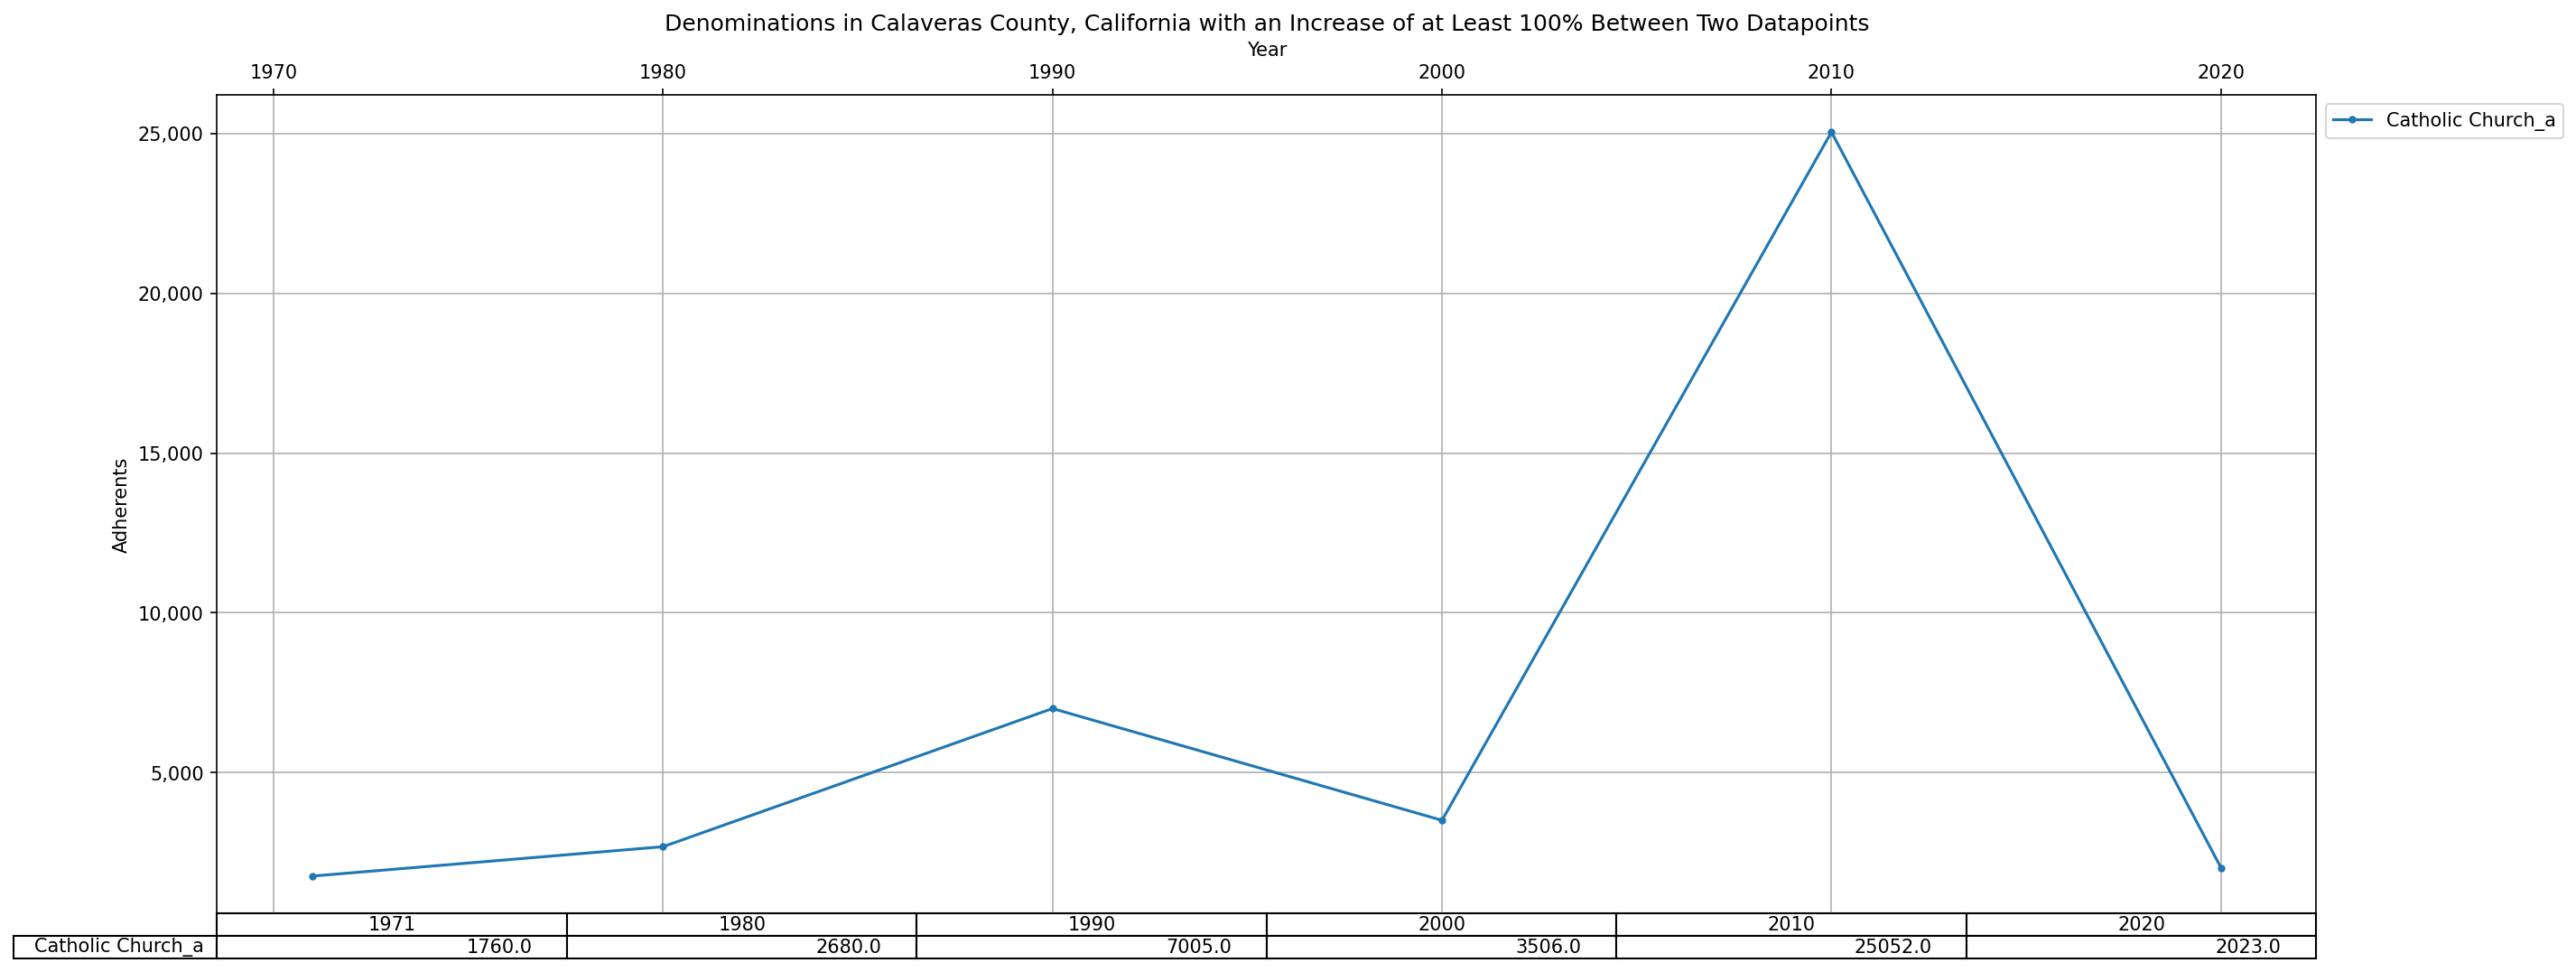 Denominations in Calaveras County, California with an Increase of at Least 100% Between Two Datapoints
Year
1970 1980 1990 2000 2010 2020
25,000
20,000
15,000
10,000
5,000
Adherents
Catholic Church_a
1971 1980 1990 2000 2010 2020
Catholic Church_a 1760.0 2680.0 7005.0 3506.0 25052.0 2023.0